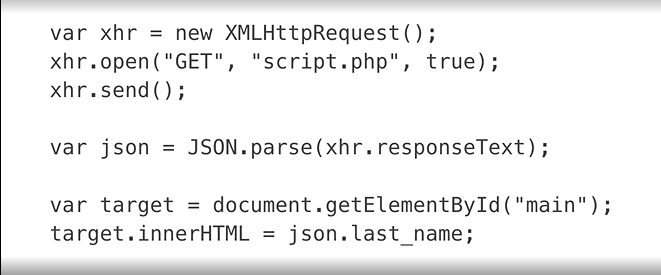 var xhr = new XMLHttpRequest();
xhr.open("GET", "script.php", true);
xhr.send();
var json = JSON.parse(xhr.responseText);
var target = document.getElementById("main");
target.innerHTML = json.last_name;